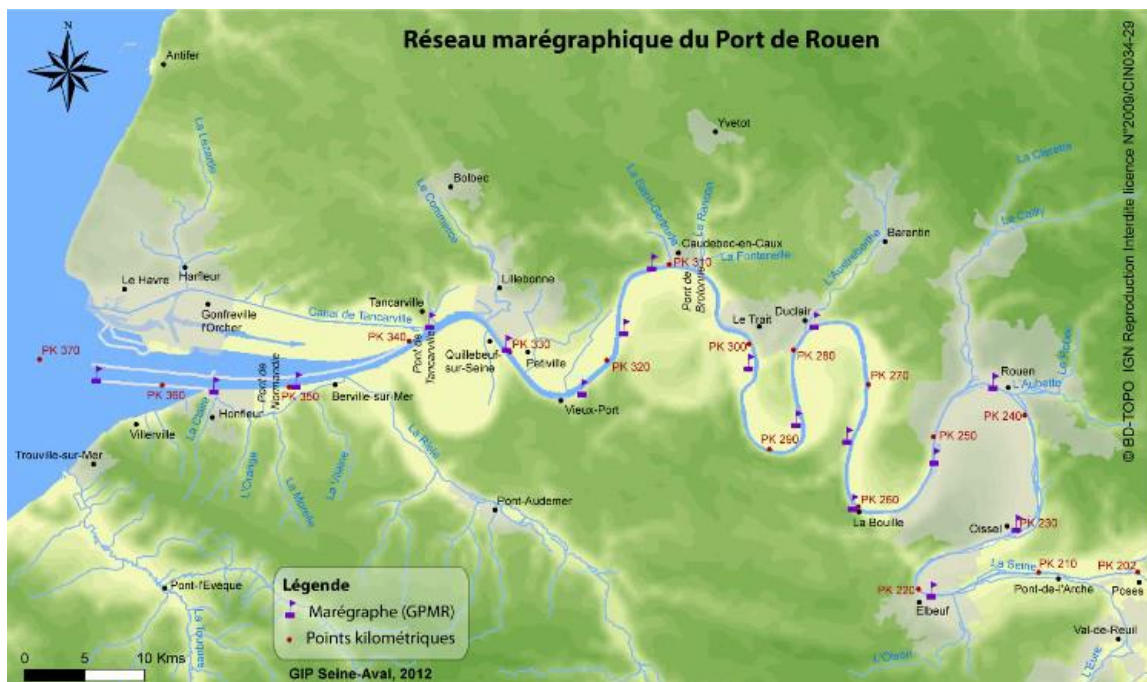 Réseau marégraphique du Port de Rouen
N
Antifer
La Lézarde
Yvetot
Bolbec
Le Commerce
La Sainte-Gertrude
La Rançon
Caudebec-en-Caux
PK 310
La Fontenelle
Pont de
Brotonne
Barentin
L'Austreberthe
La Clérette
Le Cailly
Le Havre
Harfleur
Gonfreville
l'Orcher
Canal de Tancarville
Tancarville
Lillebonne
Le Trait
Duclair
PK 370
PK 340
Pont de
Tancarville
Quillebeuf-
sur-Seine
PK 330
Petiville
PK 320
PK 300
PK 280
PK 270
Rouen
Le Robec
L'Aubette
PK 360
Pont de
Normandie
PK 350
Berville-sur-Mer
Vieux-Port
PK 240
Villerville
Honfleur
La Claire
L'Orange
La Morelle
La Vilaine
La Risle
PK 290
PK 250
Trouville-sur-Mer
Pont-Audemer
PK 260
La Bouille
Oissel
PK 230
Pont-l'Evêque
La Touques
La Seine
PK 210
PK 202
PK 220
Elbeuf
Pont-de-l'Arche
Poses
Val-de-Reuil
L'Oison
L'Eure
Légende
Marégraphe (GPMR)
Points kilométriques
0 5 10 Kms
GIP Seine-Aval, 2012
© BD-TOPO IGN Reproduction Interdite licence N°2009/CIN034-29